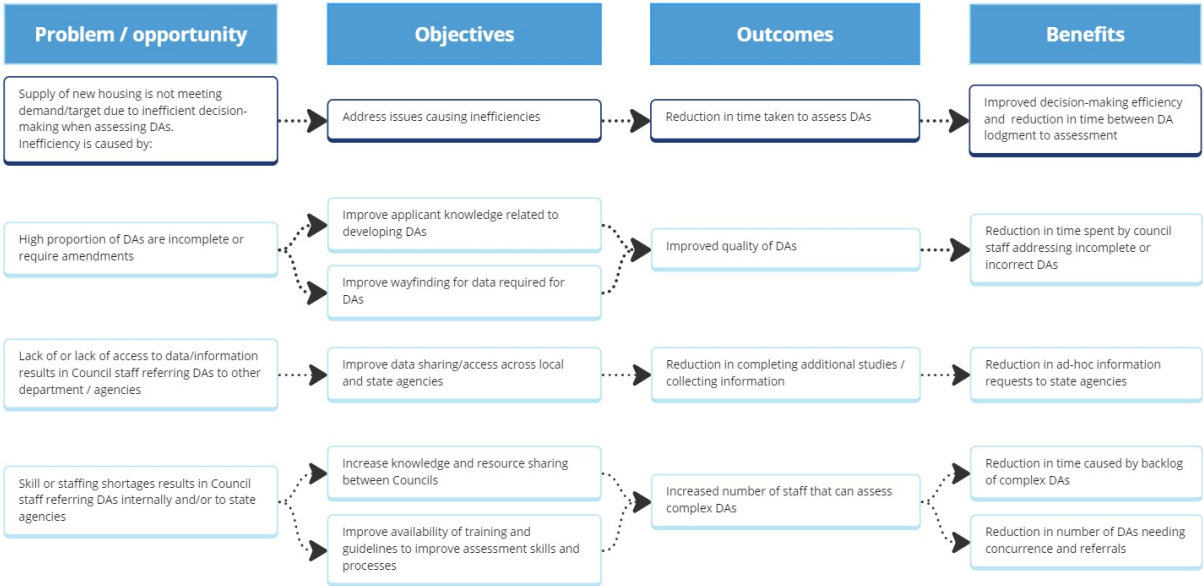 Problem / opportunity
Objectives
Outcomes
Benefits
Supply of new housing is not meeting
demand/target due to inefficient decision-
making when assessing DAs.
Inefficiency is caused by:
Address issues causing inefficiencies
Reduction in time taken to assess DAs
Improved decision-making efficiency
and reduction in time between DA
lodgment to assessment
High proportion of DAs are incomplete or
require amendments
Improve applicant knowledge related to
developing DAs
Improve wayfinding for data required for
DAs
Improved quality of DAs
Reduction in time spent by council
staff addressing incomplete or
incorrect DAs
Lack of or lack of access to data/information
results in Council staff referring DAs to other
department / agencies
Improve data sharing/access across local
and state agencies
Reduction in completing additional studies /
collecting information
Reduction in ad-hoc information
requests to state agencies
Skill or staffing shortages results in Council
staff referring DAs internally and/or to state
agencies
Increase knowledge and resource sharing
between Councils
Improve availability of training and
guidelines to improve assessment skills and
processes
Increased number of staff that can assess
complex DAs
Reduction in time caused by backlog
of complex DAs
Reduction in number of DAs needing
concurrence and referrals